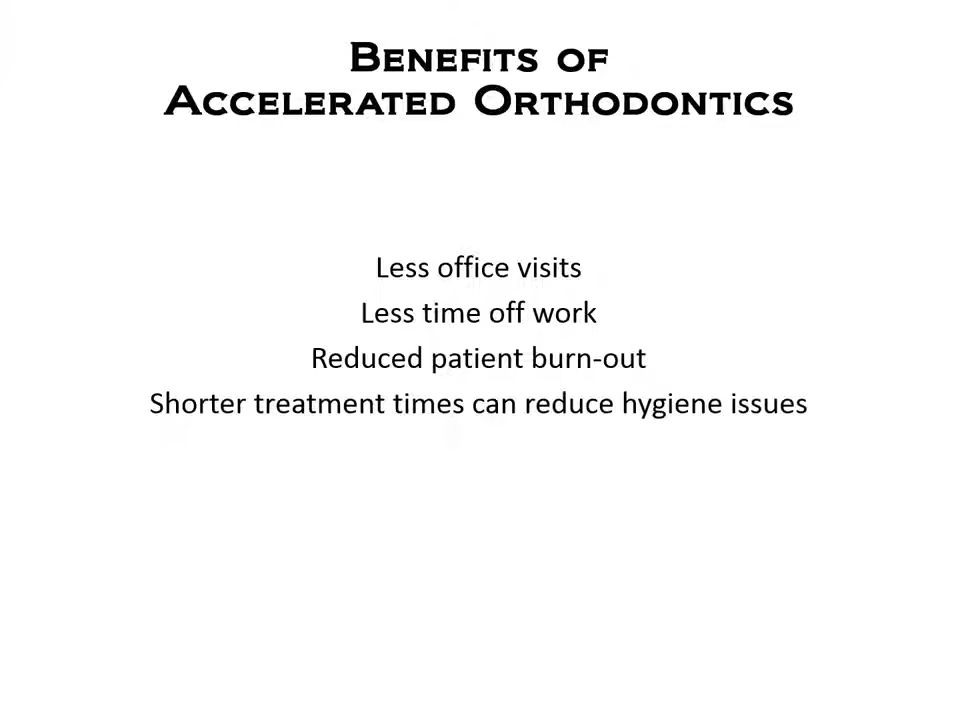 Benefits of
Accelerated Orthodontics
Less office visits
Less time off work
Reduced patient burn-out
Shorter treatment times can reduce hygiene issues